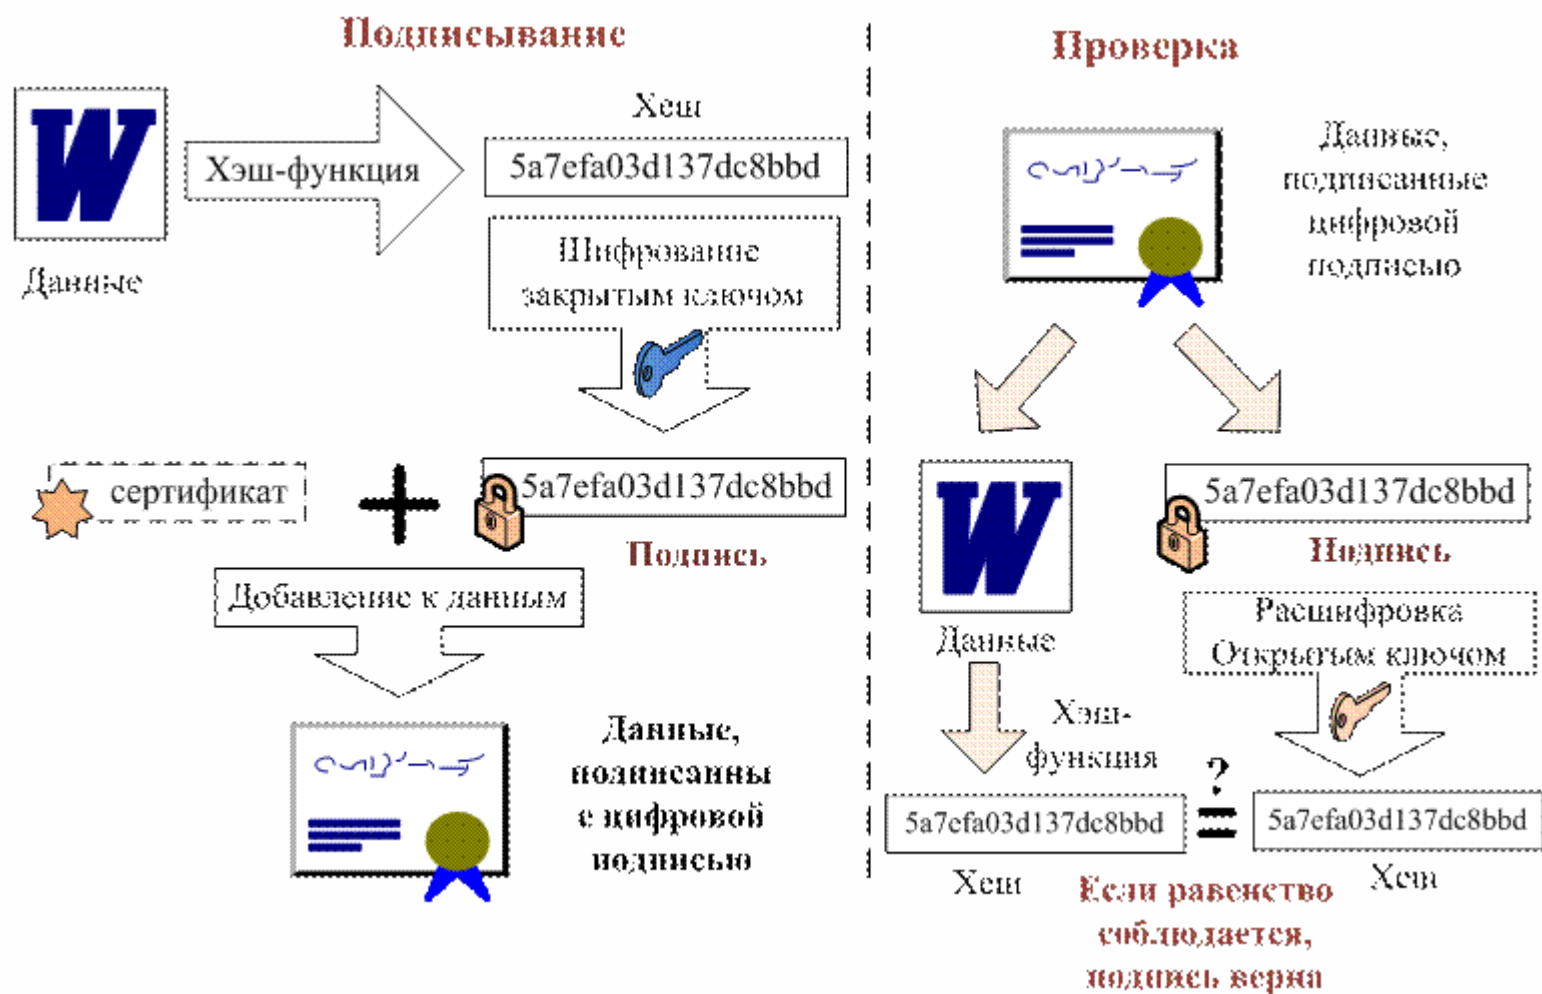 Подписывание
Хеш
Хэш-функция
5a7efa03d137dc8bbd
Данные
Шифрование
закрытым ключом
сертификат
5a7efa03d137dc8bbd
Подпись
Добавление к данным
Данные,
подписанны
е цифровой
подписью
Проверка
Данные,
подписанные
цифровой
подписью
5a7efa03d137dc8bbd
Подпись
Данные
Расшифровка
Открытым ключом
Хэш-
функция
?
=
5a7efa03d137dc8bbd
5a7efa03d137dc8bbd
Хеш
Хеш
Если равенство
соблюдается,
подпись верна